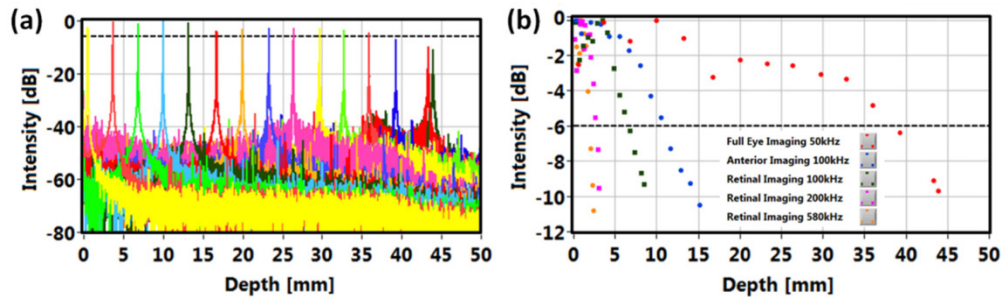 (a)
0
-20
-40
-60
-80
Intensity [dB]
0 5 10 15 20 25 30 35 40 45 50
Depth [mm]
(b)
0
-2
-4
-6
-8
-10
-12
Intensity [dB]
Full Eye Imaging 50kHz
Anterior Imaging 100kHz
Retinal Imaging 100kHz
Retinal Imaging 200kHz
Retinal Imaging 580kHz
0 5 10 15 20 25 30 35 40 45 50
Depth [mm]